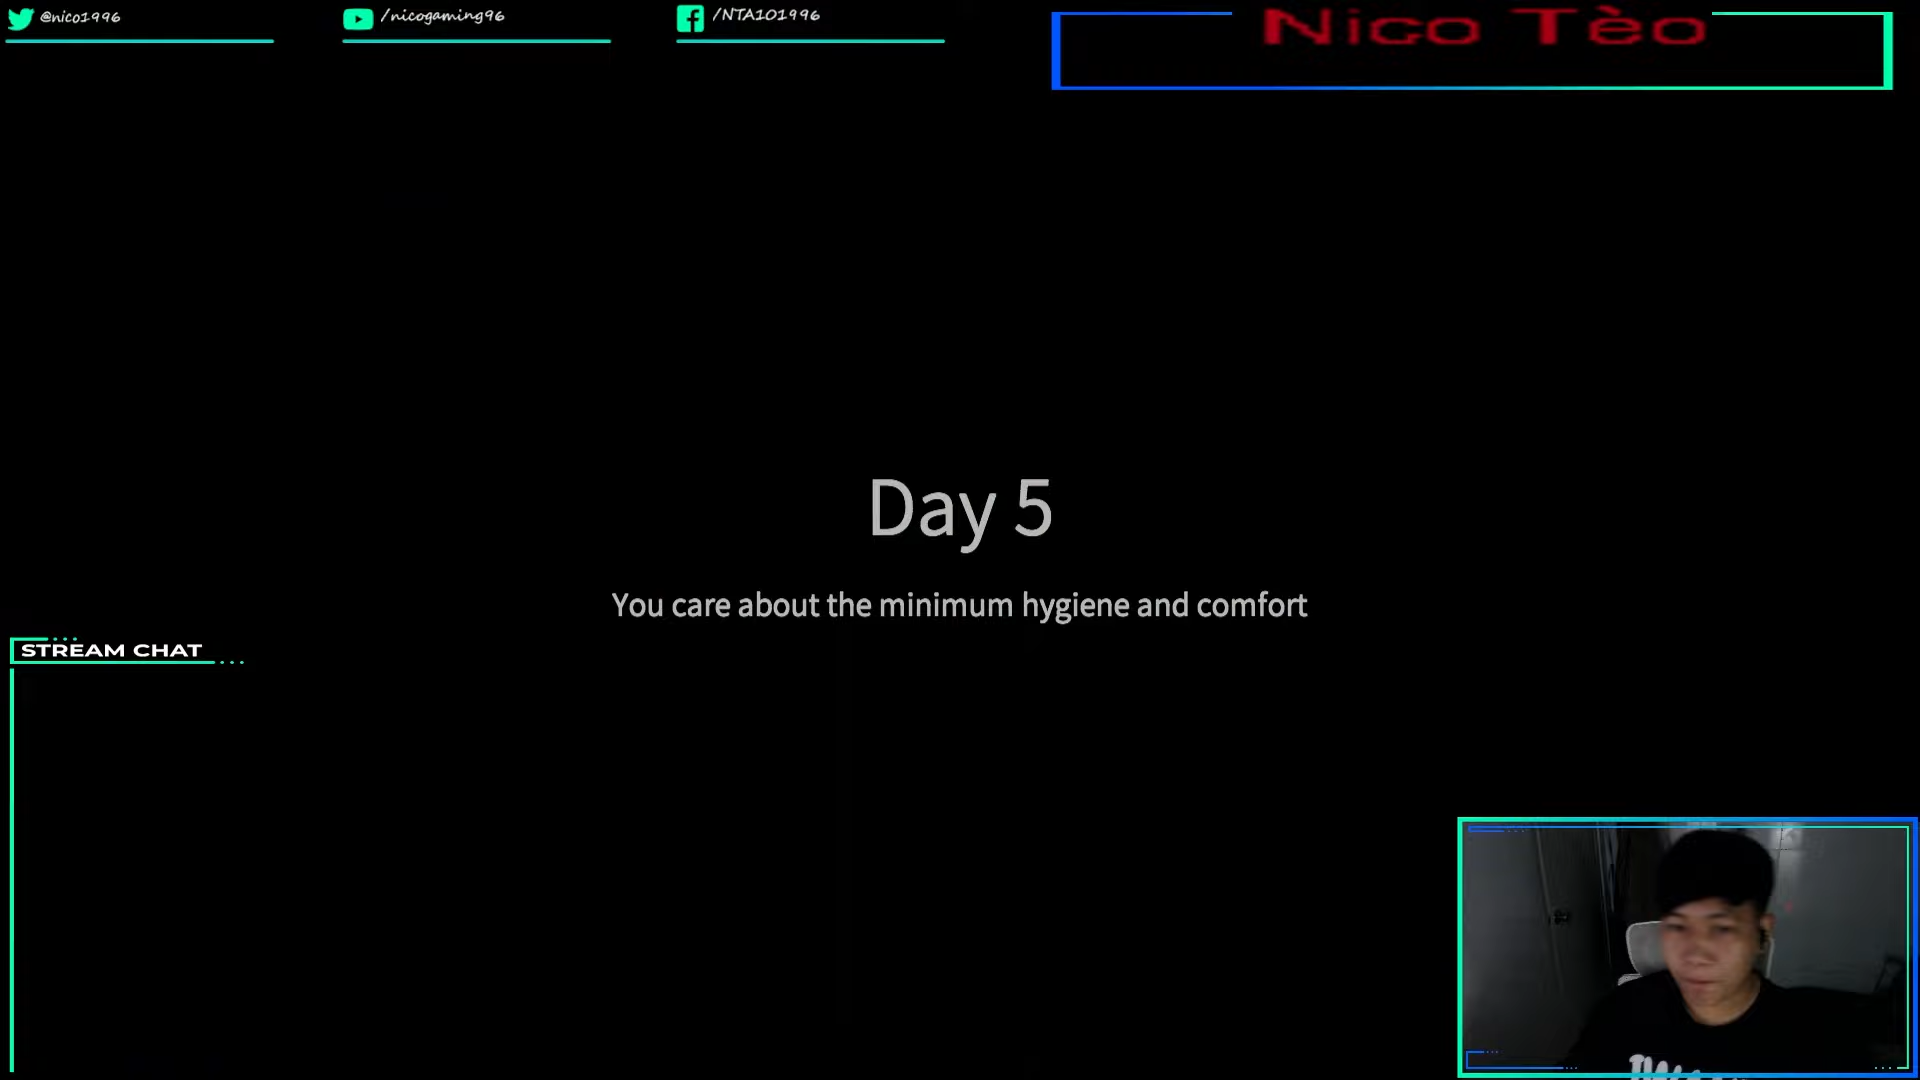 @nico1996
/nicogaming96
/NTA101996
Nico Tèo
Day 5
You care about the minimum hygiene and comfort
STREAM CHAT